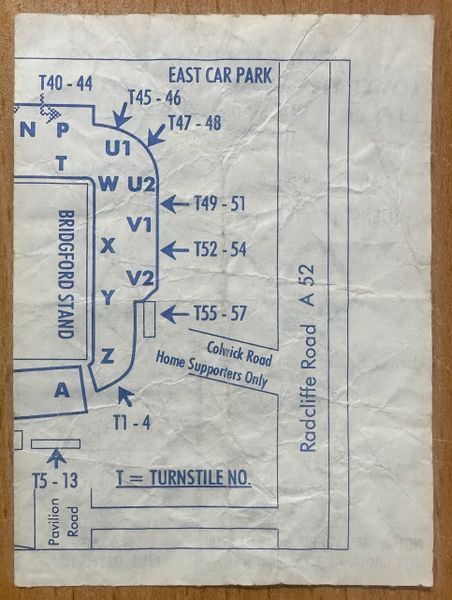 EAST CAR PARK
T40 - 44
T45 - 46
T47 - 48
N P
U1
T
W U2
T49 - 51
V1
BRIDGFORD STAND
X
T52 - 54
V2
Y
T55 - 57
Radcliffe Road A 52
Colwick Road
Home Supporters Only
Z
A
T1 - 4
T5 - 13
T = TURNSTILE NO.
Pavilion
Road